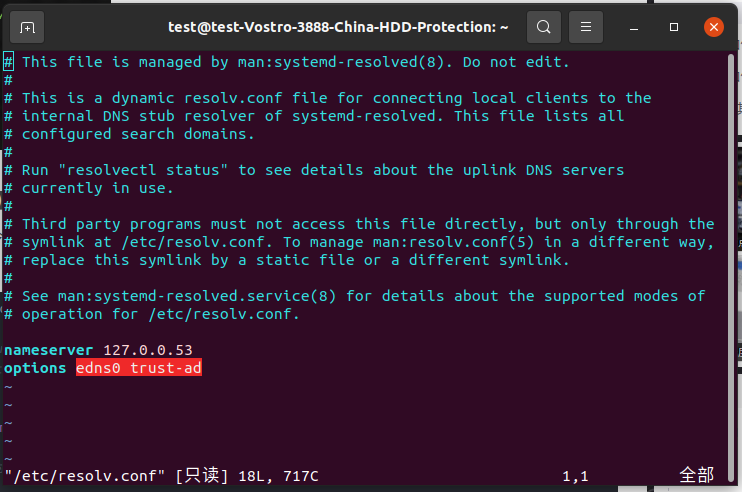 test@test-Vostro-3888-China-HDD-Protection: ~
# This file is managed by man:systemd-resolved(8). Do not edit.
#
# This is a dynamic resolv.conf file for connecting local clients to the
# internal DNS stub resolver of systemd-resolved. This file lists all
# configured search domains.
#
# Run "resolvectl status" to see details about the uplink DNS servers
# currently in use.
#
# Third party programs must not access this file directly, but only through the
# symlink at /etc/resolv.conf. To manage man:resolv.conf(5) in a different way,
# replace this symlink by a static file or a different symlink.
#
# See man:systemd-resolved.service(8) for details about the supported modes of
# operation for /etc/resolv.conf.
nameserver 127.0.0.53
options edns0 trust-ad
~
~
~
~
~
"/etc/resolv.conf" [只读] 18L, 717C 1,1 全部